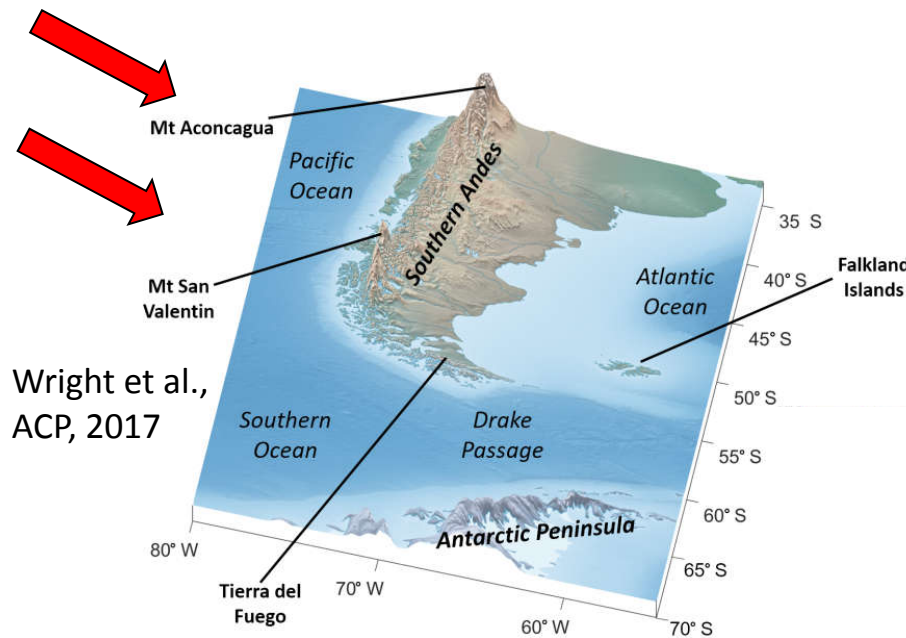 Mt Aconcagua
Pacific
Ocean
Southern Andes
35 S
40° S
45° S
50° S
55° S
60° S
65° S
70° S
Mt San
Valentin
Atlantic
Ocean
Falkland
Islands
Wright et al.,
ACP, 2017
Southern
Ocean
Drake
Passage
Antarctic Peninsula
80° W
70° W
60° W
Tierra del
Fuego